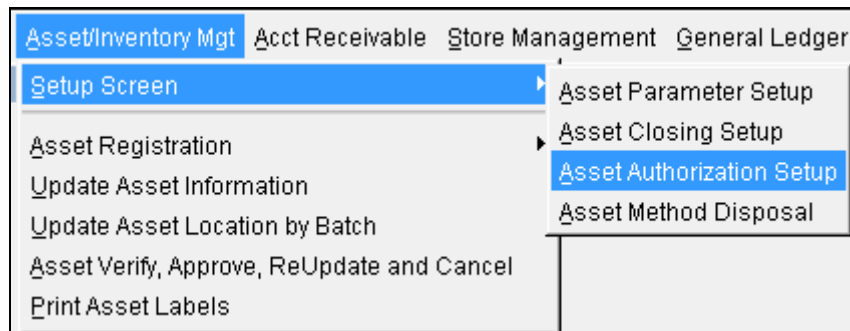 Asset/Inventory Mgt Acct Receivable Store Management General Ledger
Setup Screen
Asset Parameter Setup
Asset Closing Setup
Asset Authorization Setup
Asset Method Disposal
Asset Registration
Update Asset Information
Update Asset Location by Batch
Asset Verify, Approve, ReUpdate and Cancel
Print Asset Labels